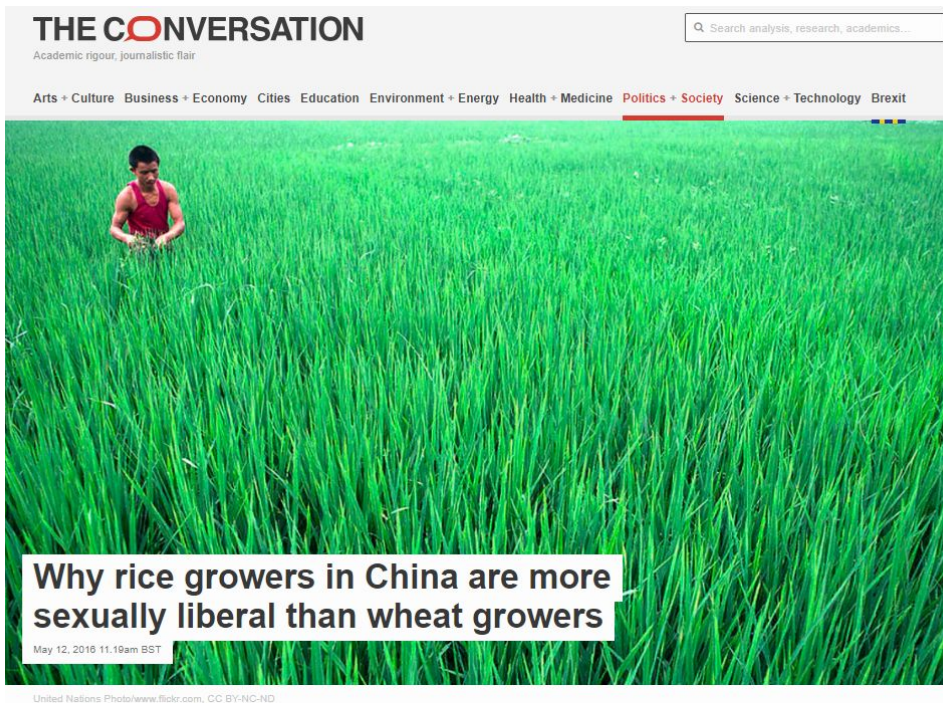 THE CONVERSATION
Search analysis, research, academics...
Academic rigour, journalistic flair
Arts + Culture Business + Economy Cities Education Environment + Energy Health + Medicine Politics + Society Science + Technology Brexit
Why rice growers in China are more
sexually liberal than wheat growers
May 12, 2016 11.19am BST
United Nations Photo/www.flickr.com, CC BY-NC-ND